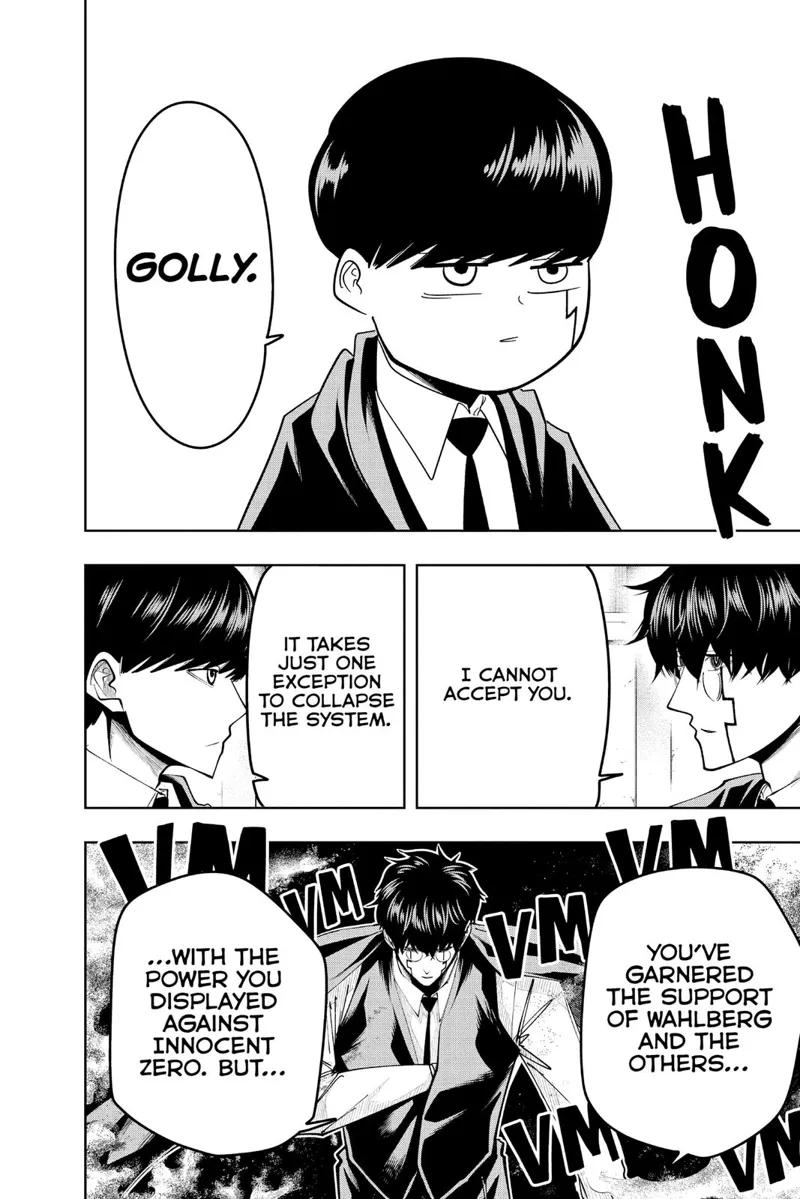 HONK
GOLLY.
I CANNOT
ACCEPT YOU.
IT TAKES
JUST ONE
EXCEPTION
TO COLLAPSE
THE SYSTEM.
VM
VM
VM
VM
VM
YOU'VE
GARNERED
THE SUPPORT
OF WAHLBERG
AND THE
OTHERS...
...WITH THE
POWER YOU
DISPLAYED
AGAINST
INNOCENT
ZERO. BUT...